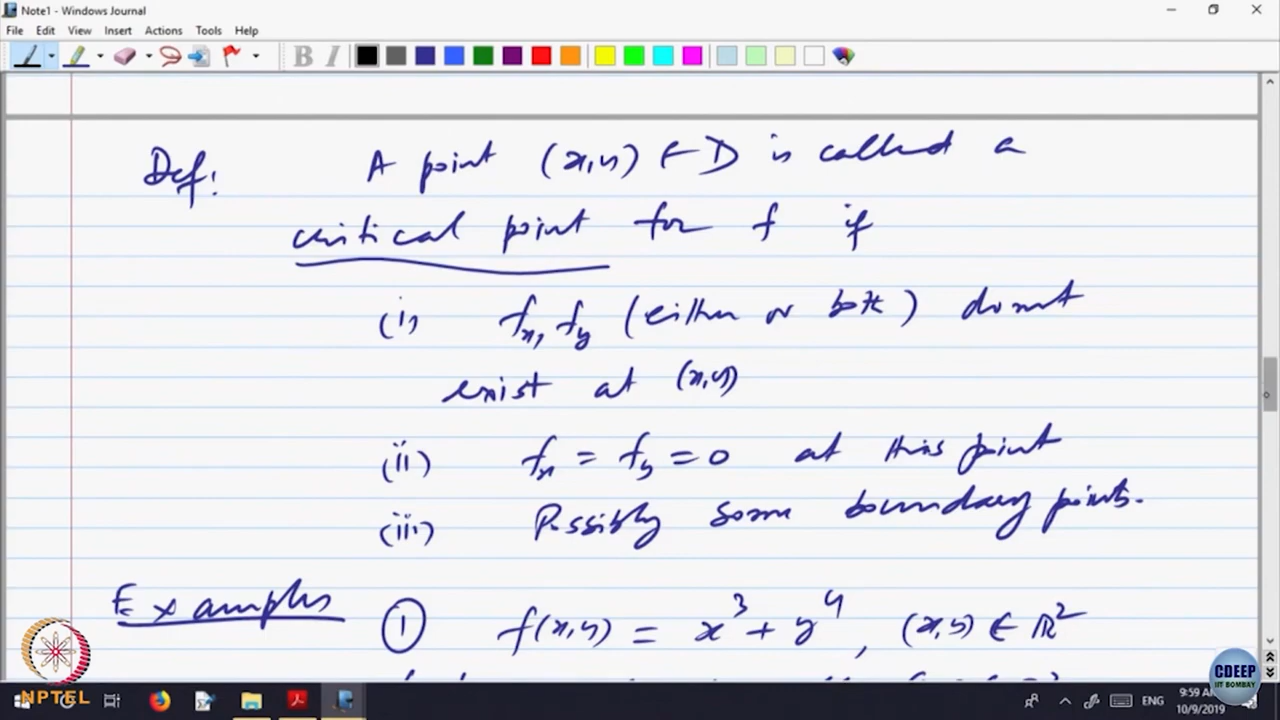 Note1 - Windows Journal
File Edit View Insert Actions Tools Help
B I
Def: A point (x,y) ∈ D is called a
critical point for f if
(i) fx, fy (either or both) do not
exist at (x,y)
(ii) fx = fy = 0 at this point
(iii) Possibly some boundary points.
Examples ① f(x,y) = x³ + y⁴, (x,y) ∈ ℝ²
NPTEL
CDEEP
IIT BOMBAY
ENG
9:59 A
10/9/2019